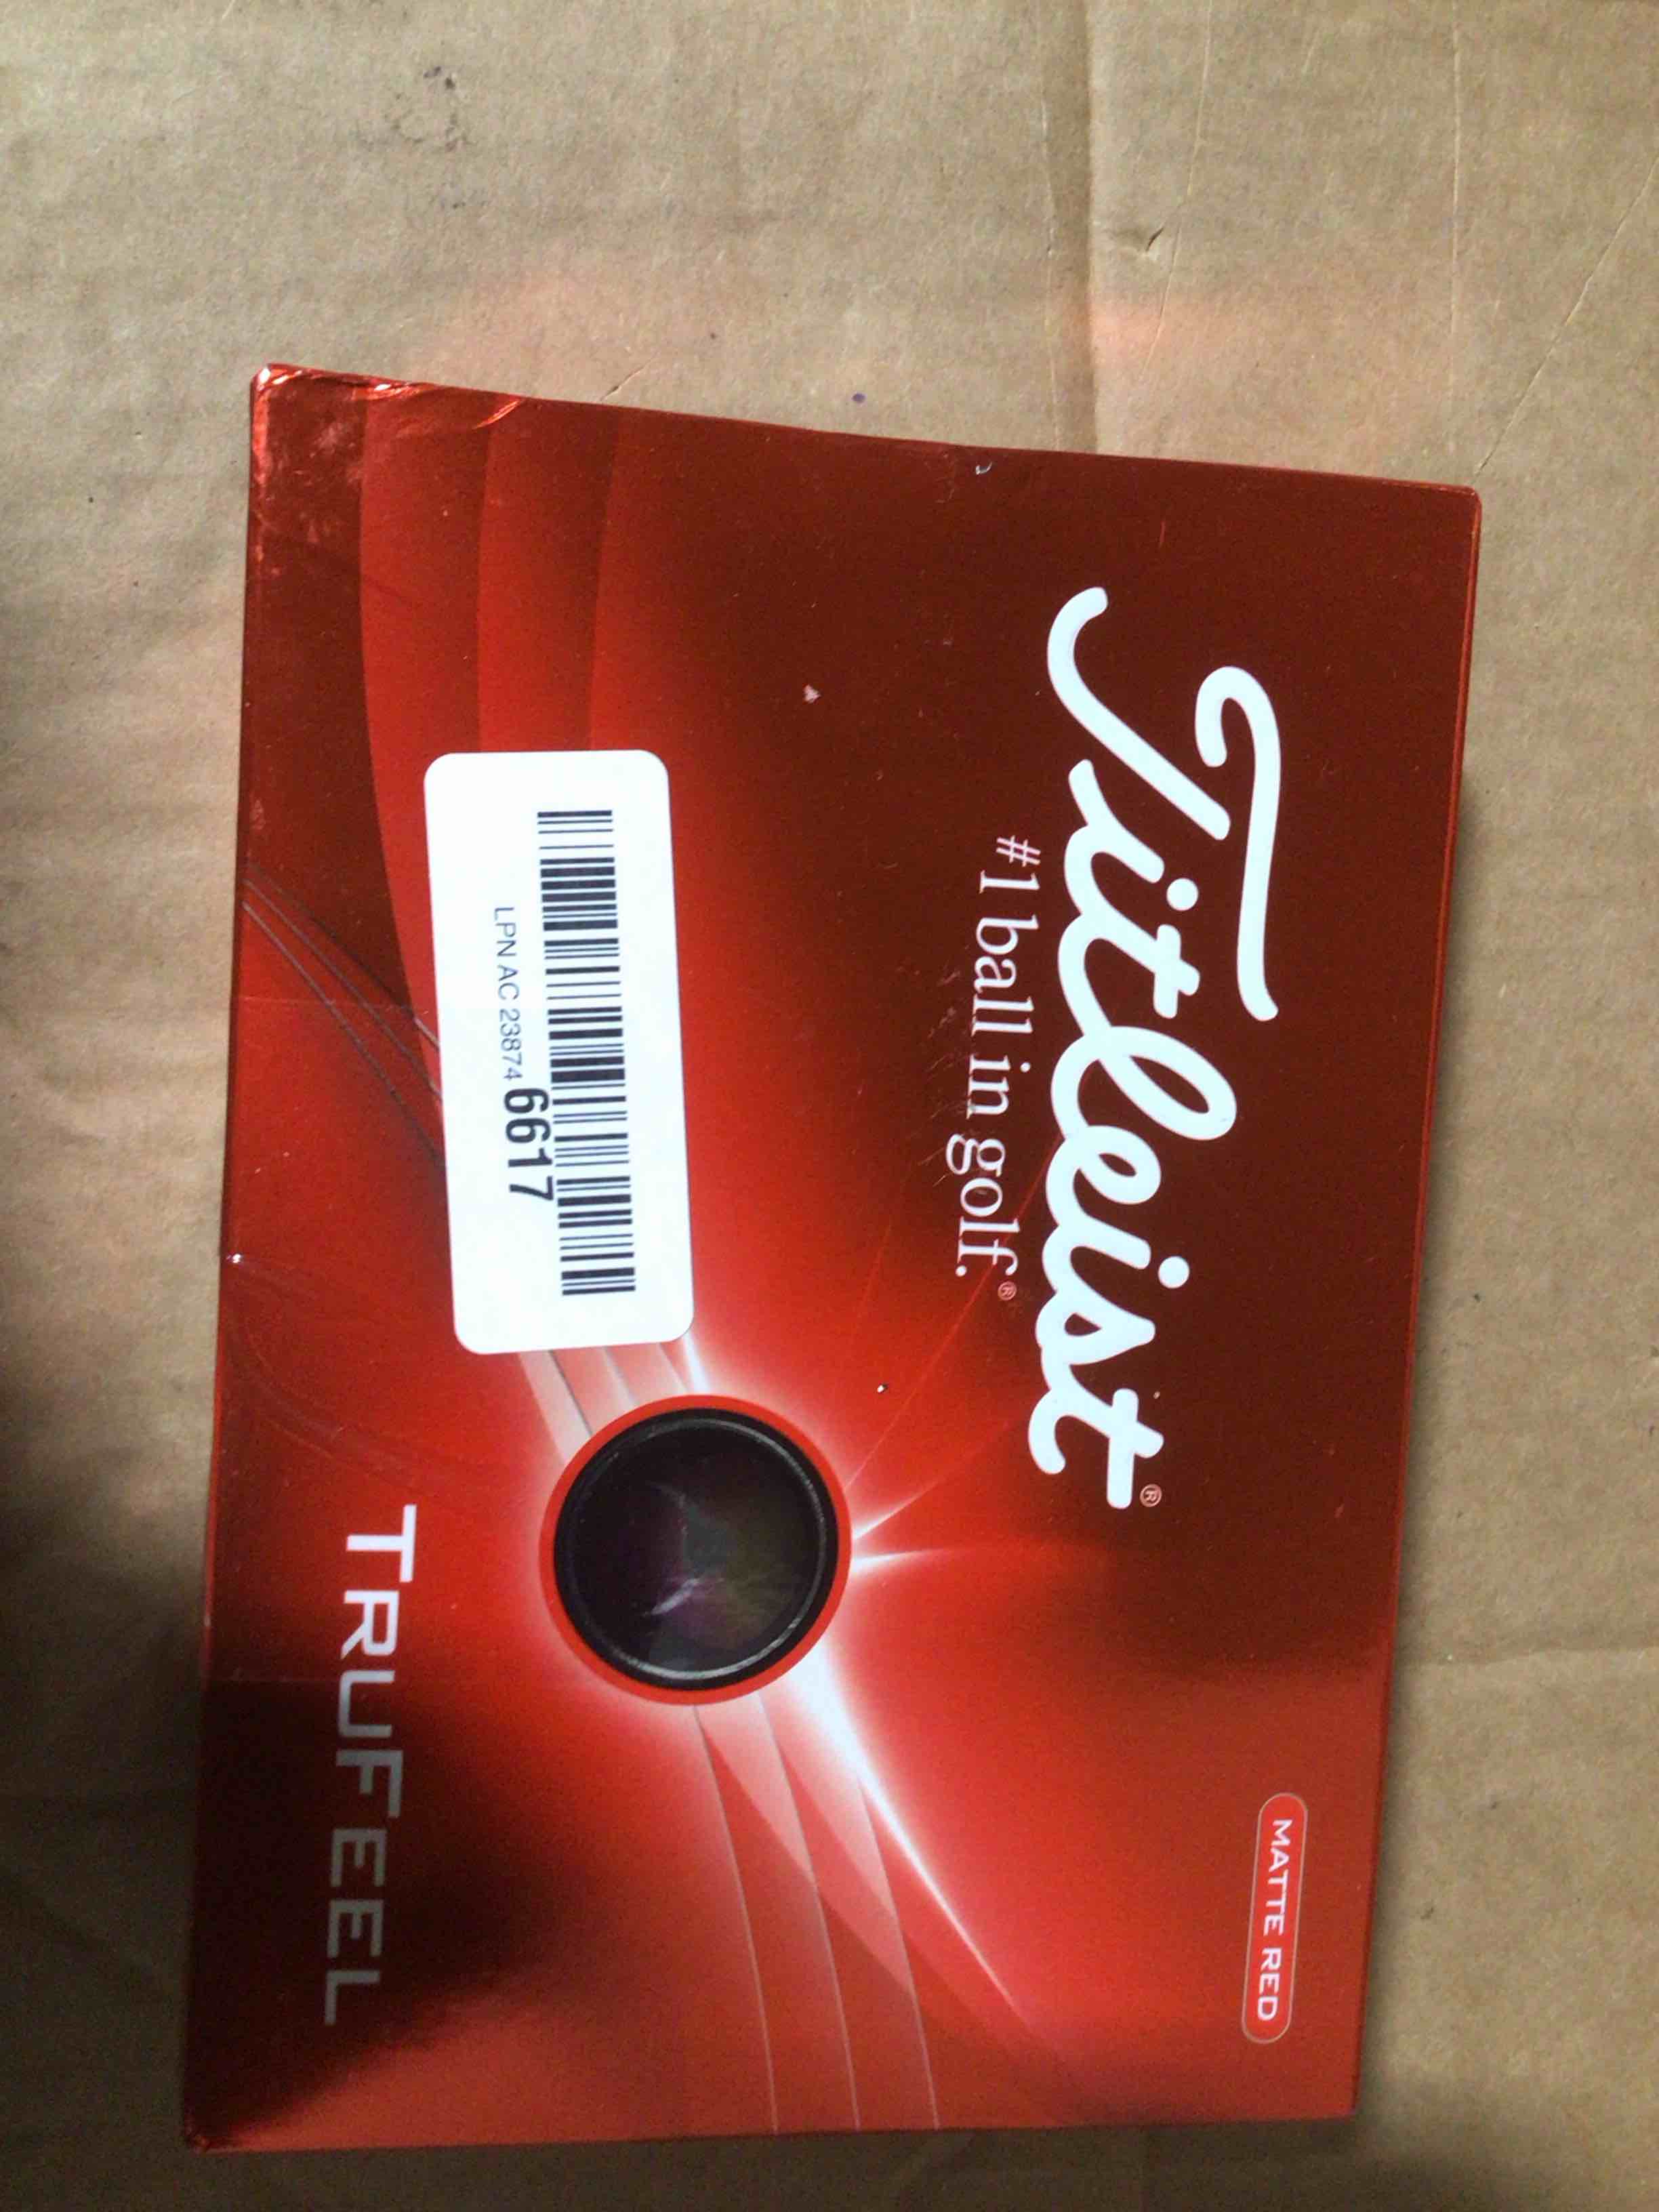 MATTE RED
Titleist®
#1 ball in golf.®
LPN AC 23874 6617
TRUFEEL